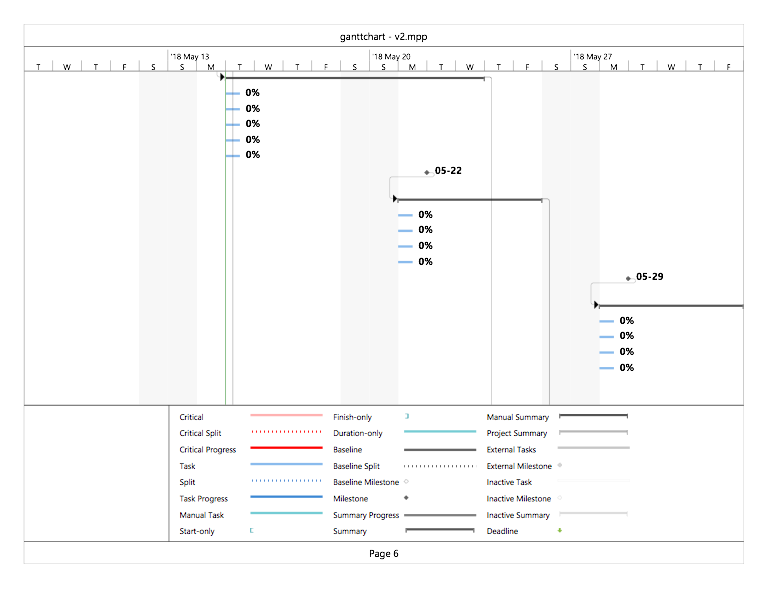 ganttchart - v2.mpp
'18 May 13 '18 May 20 '18 May 27
T W T F S S M T W T F S S M T W T F S S M T W T F
0%
0%
0%
0%
0%
05-22
0%
0%
0%
0%
05-29
0%
0%
0%
0%
Critical Finish-only Manual Summary
Critical Split Duration-only Project Summary
Critical Progress Baseline External Tasks
Task Baseline Split External Milestone
Split Baseline Milestone Inactive Task
Task Progress Milestone Inactive Milestone
Manual Task Summary Progress Inactive Summary
Start-only Summary Deadline
Page 6